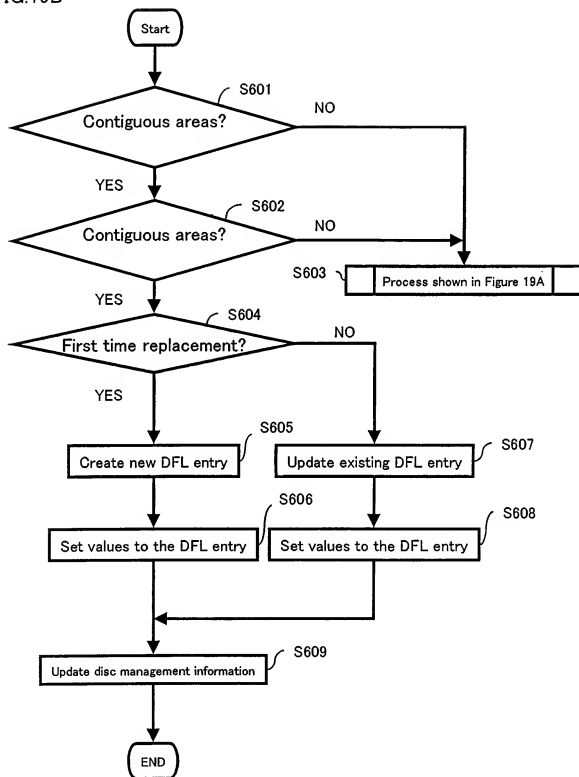 Start
S601
Contiguous areas?
NO
YES
S602
Contiguous areas?
NO
S603
Process shown in Figure 19A
YES
S604
First time replacement?
NO
YES
S605
Create new DFL entry
S607
Update existing DFL entry
S606
Set values to the DFL entry
S608
Set values to the DFL entry
S609
Update disc management information
END